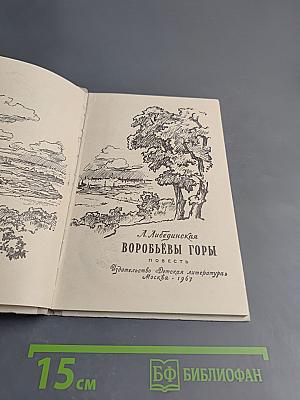 Л. Либединская
ВОРОБЬЁВЫ ГОРЫ
ПОВЕСТЬ
Издательство «Детская литература»
Москва - 1967
15 см
БФ БИБЛИОФАН